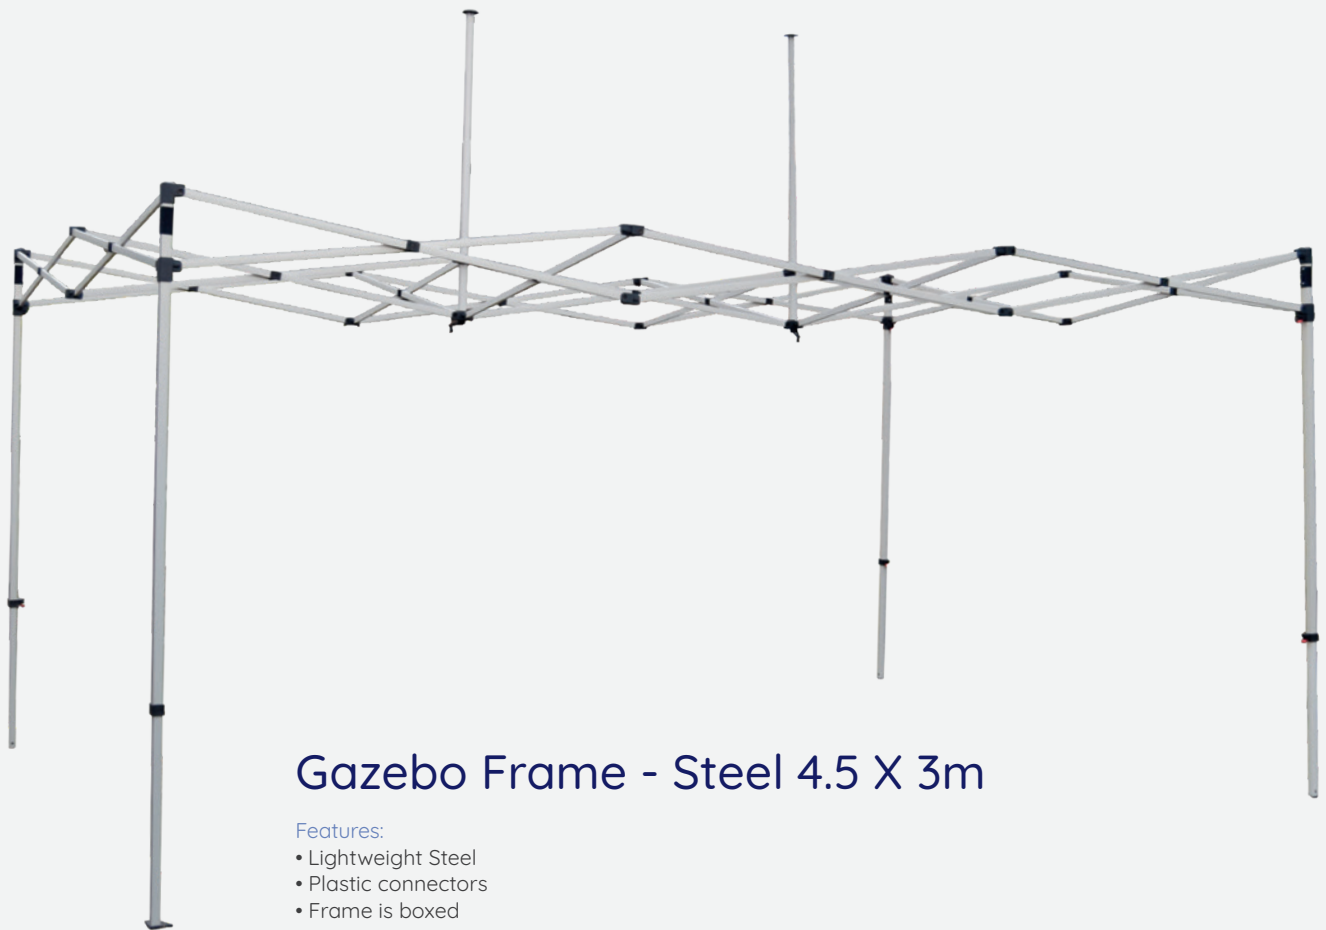 Gazebo Frame - Steel 4.5 X 3m
Features:
• Lightweight Steel
• Plastic connectors
• Frame is boxed